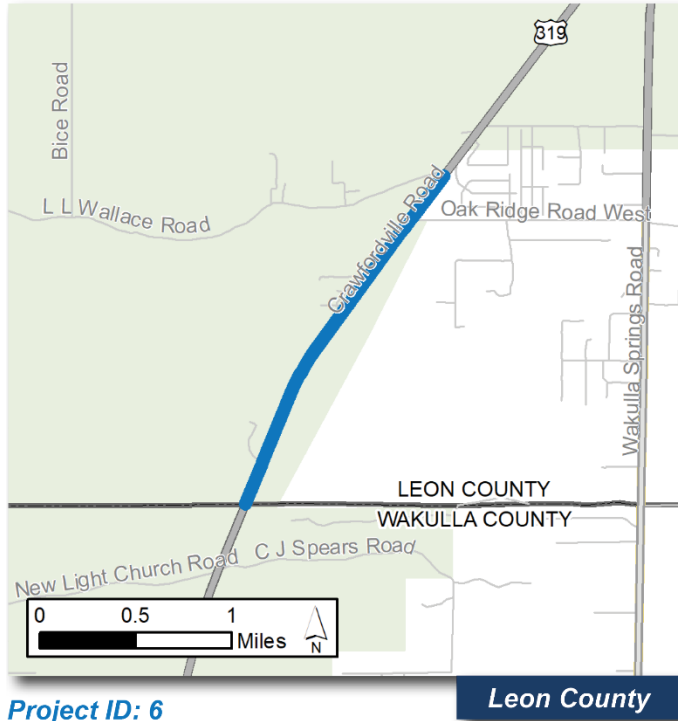 319
Bice Road
L L Wallace Road
Crawfordville Road
Oak Ridge Road West
Wakulla Springs Road
LEON COUNTY
WAKULLA COUNTY
New Light Church Road
C J Spears Road
0 0.5 1
Miles
N
Project ID: 6
Leon County